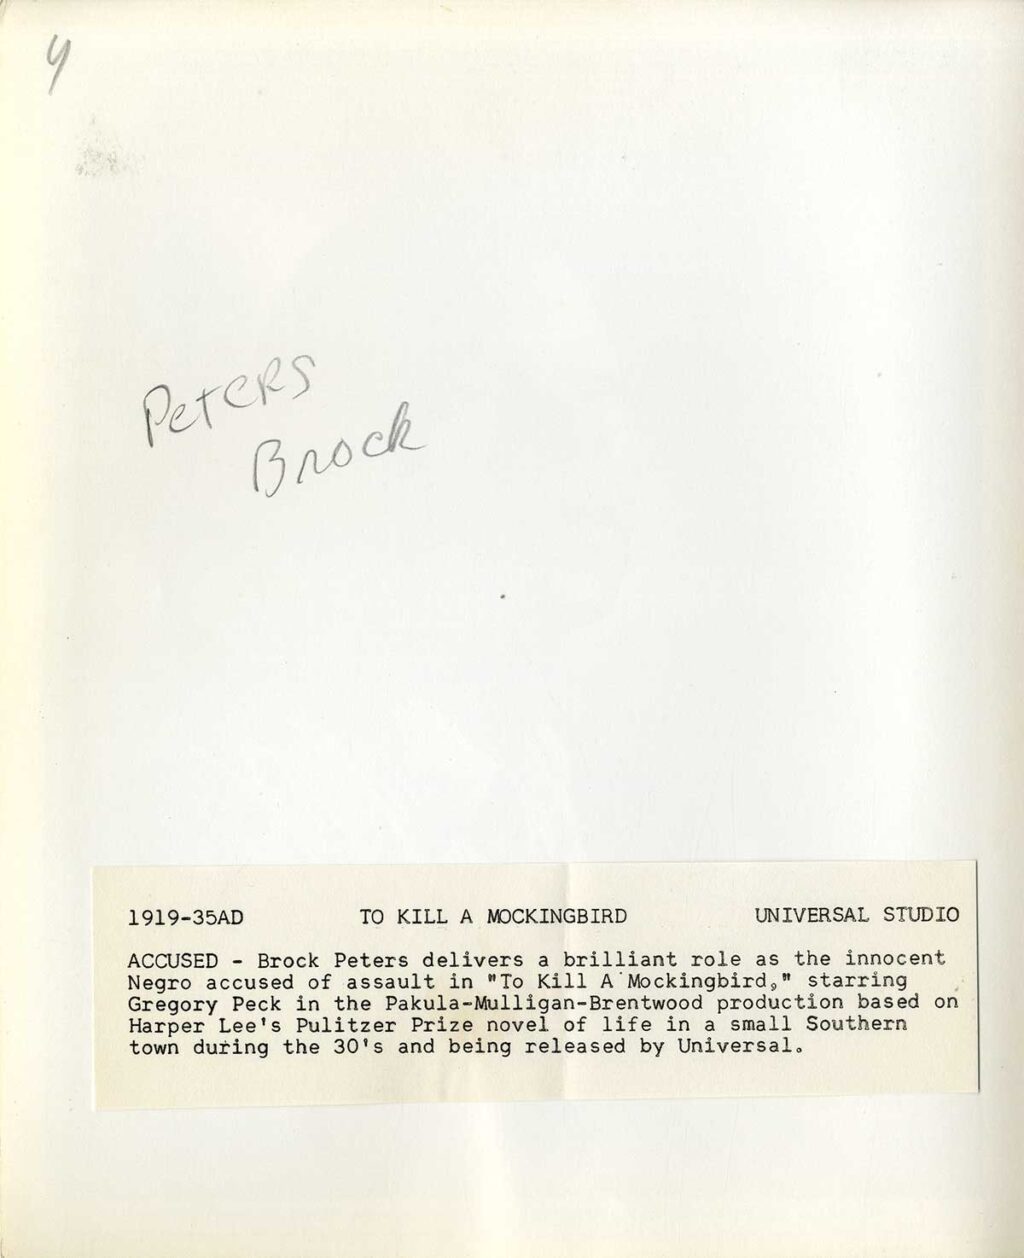 4
Peters
Brock
1919-35AD TO KILL A MOCKINGBIRD UNIVERSAL STUDIO
ACCUSED - Brock Peters delivers a brilliant role as the innocent
Negro accused of assault in "To Kill A Mockingbird," starring
Gregory Peck in the Pakula-Mulligan-Brentwood production based on
Harper Lee's Pulitzer Prize novel of life in a small Southern
town during the 30's and being released by Universal.